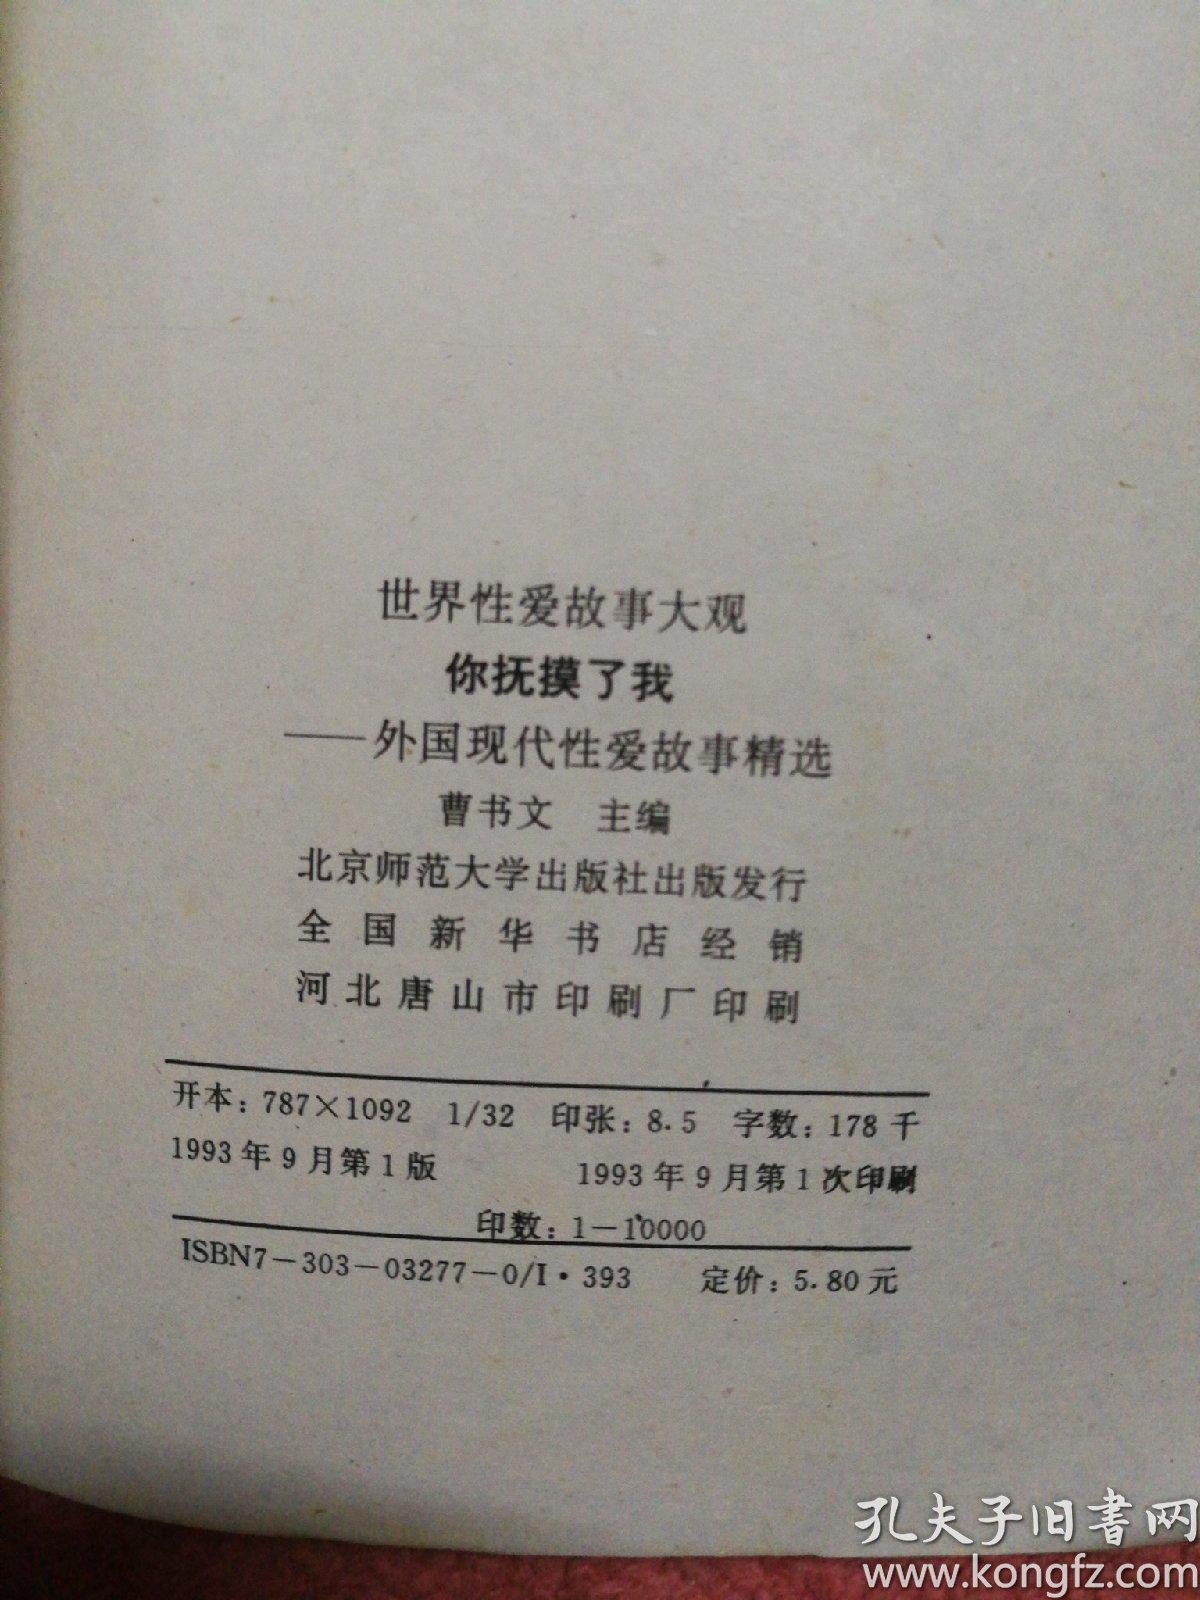 世界性爱故事大观
你抚摸了我
——外国现代性爱故事精选
曹书文 主编
北京师范大学出版社出版发行
全国新华书店经销
河北唐山市印刷厂印刷
开本：787×1092 1/32 印张：8.5 字数：178千
1993年9月第1版 1993年9月第1次印刷
印数：1—10000
ISBN7-303-03277-0/I·393 定价：5.80元
孔夫子旧書网
www.kongfz.com